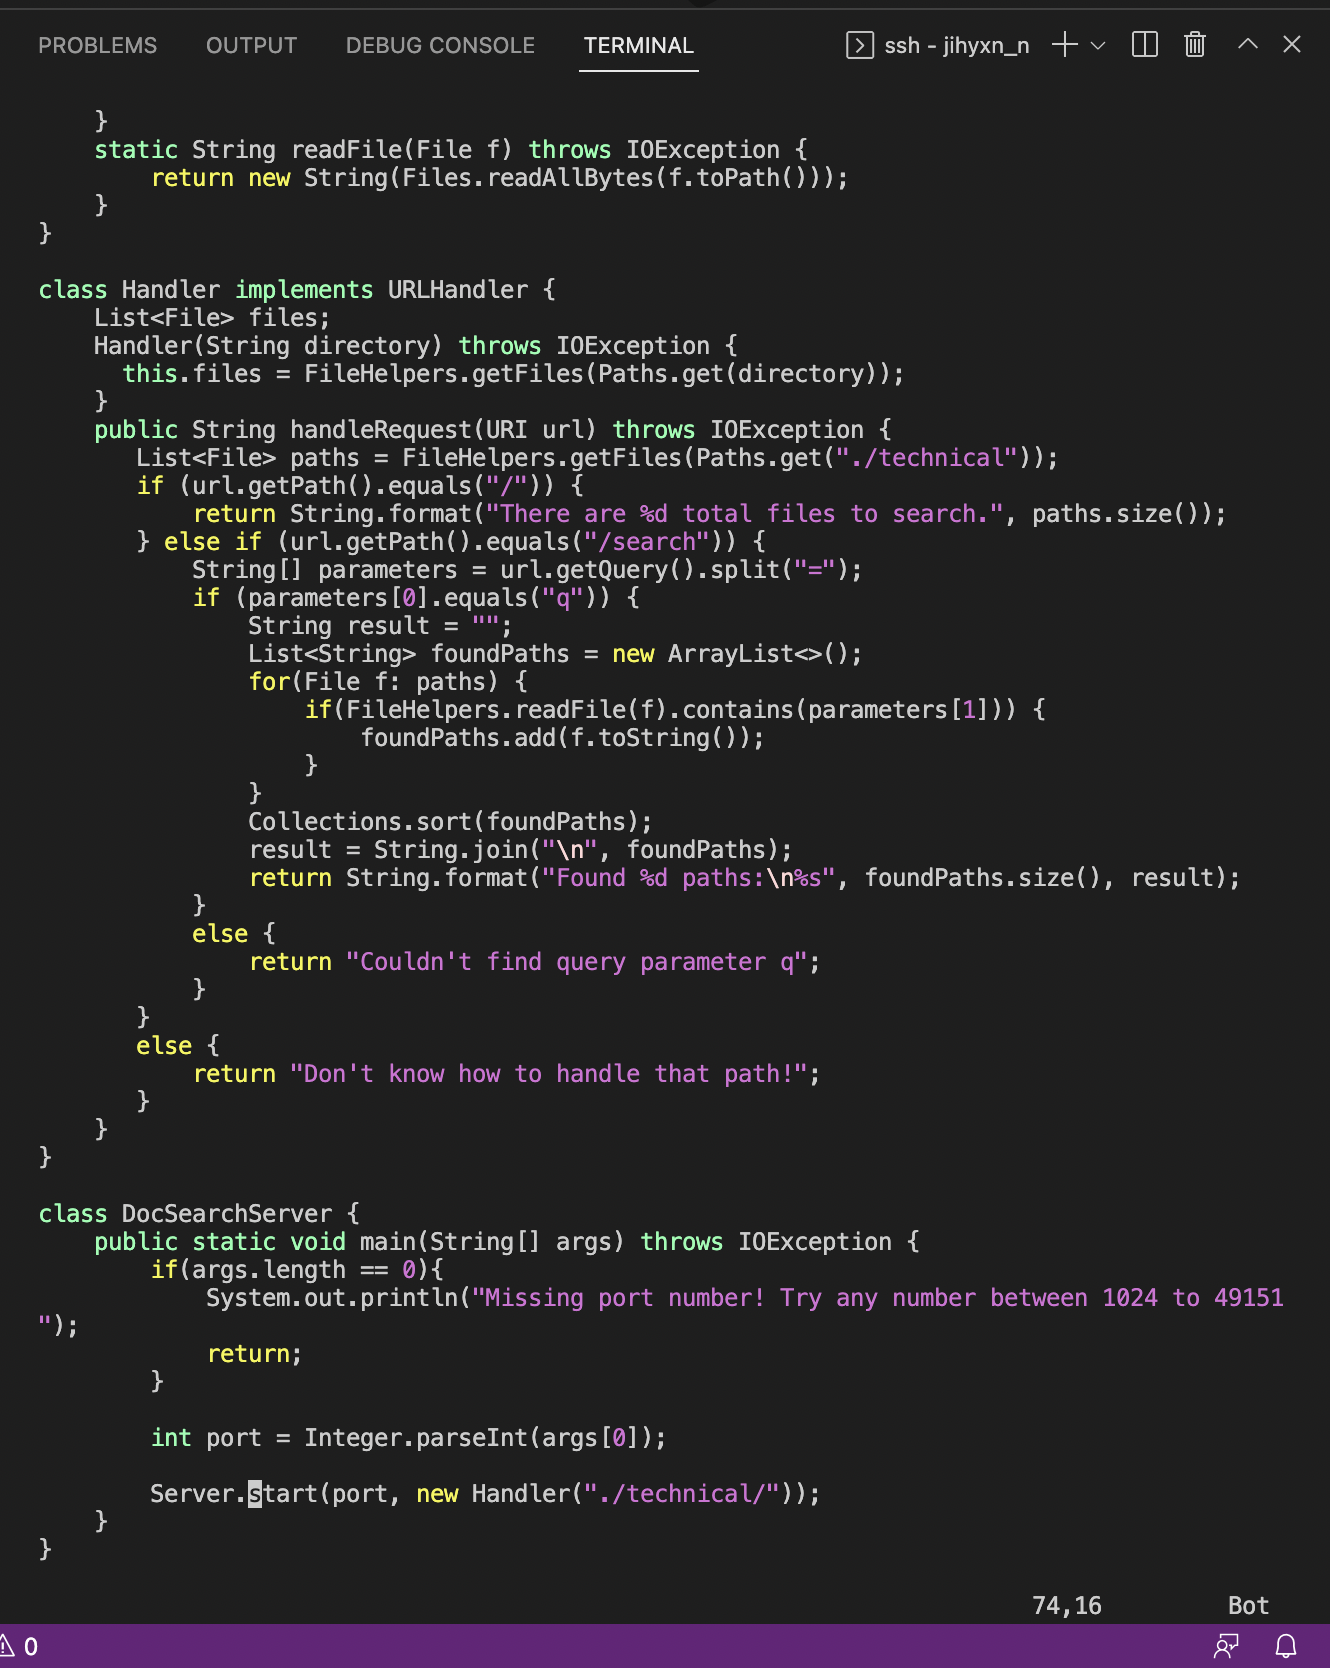 PROBLEMS OUTPUT DEBUG CONSOLE TERMINAL ssh - jihyxn_n
    }
    static String readFile(File f) throws IOException {
        return new String(Files.readAllBytes(f.toPath()));
    }
}

class Handler implements URLHandler {
    List<File> files;
    Handler(String directory) throws IOException {
      this.files = FileHelpers.getFiles(Paths.get(directory));
    }
    public String handleRequest(URI url) throws IOException {
       List<File> paths = FileHelpers.getFiles(Paths.get("./technical"));
       if (url.getPath().equals("/")) {
           return String.format("There are %d total files to search.", paths.size());
       } else if (url.getPath().equals("/search")) {
           String[] parameters = url.getQuery().split("=");
           if (parameters[0].equals("q")) {
               String result = "";
               List<String> foundPaths = new ArrayList<>();
               for(File f: paths) {
                   if(FileHelpers.readFile(f).contains(parameters[1])) {
                       foundPaths.add(f.toString());
                   }
               }
               Collections.sort(foundPaths);
               result = String.join("\n", foundPaths);
               return String.format("Found %d paths:\n%s", foundPaths.size(), result);
           }
           else {
               return "Couldn't find query parameter q";
           }
       }
       else {
           return "Don't know how to handle that path!";
       }
    }
}

class DocSearchServer {
    public static void main(String[] args) throws IOException {
        if(args.length == 0){
            System.out.println("Missing port number! Try any number between 1024 to 49151
");
            return;
        }

        int port = Integer.parseInt(args[0]);

        Server.start(port, new Handler("./technical/"));
    }
}
74,16 Bot
0